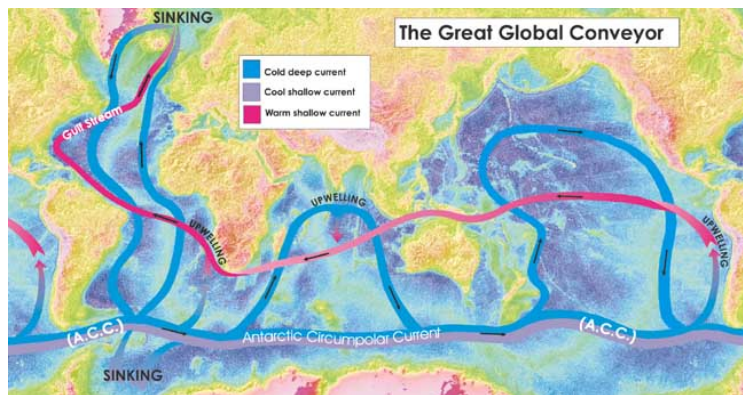 SINKING
The Great Global Conveyor
Cold deep current
Cool shallow current
Warm shallow current
Gulf Stream
UPWELLING
UPWELLING
UPWELLING
(A.C.C.)
Antarctic Circumpolar Current
(A.C.C.)
SINKING